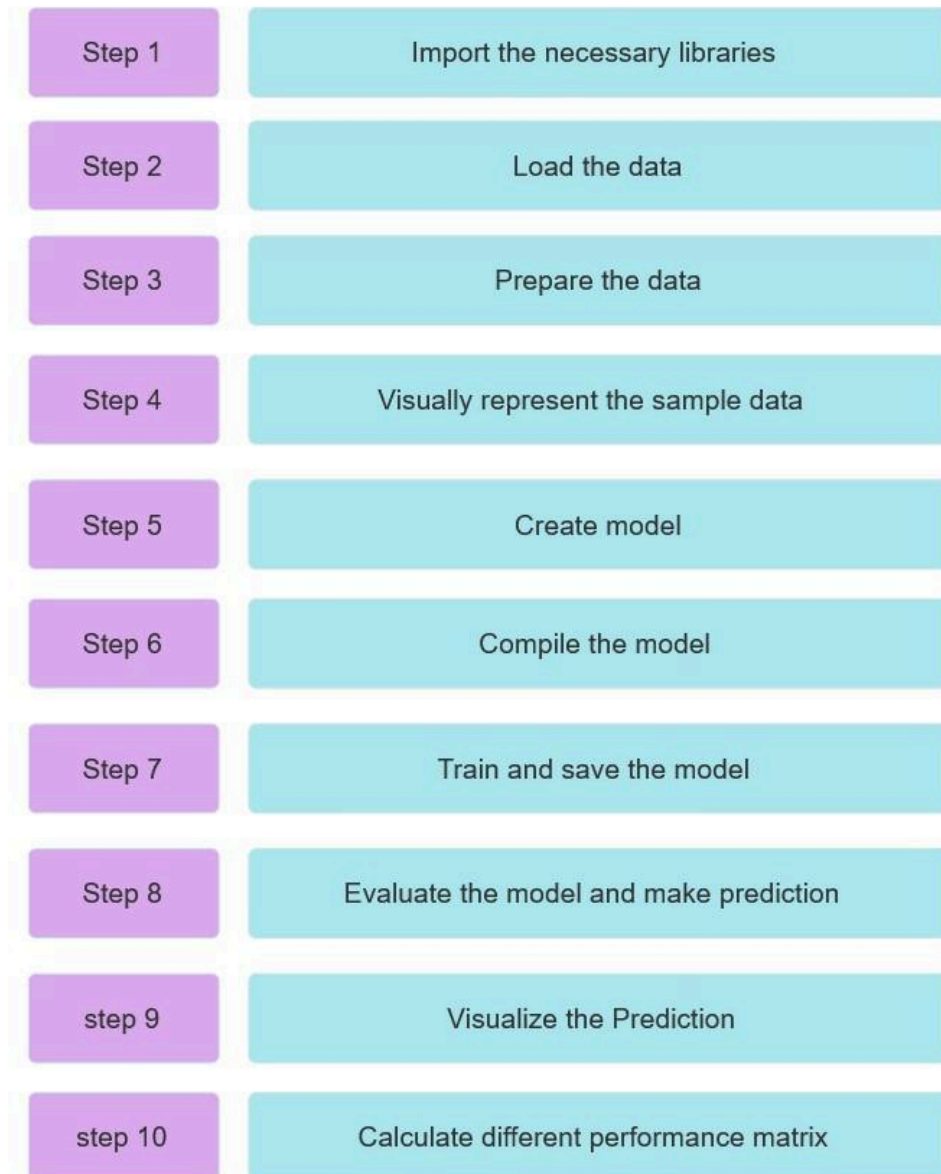 Step 1 Import the necessary libraries
Step 2 Load the data
Step 3 Prepare the data
Step 4 Visually represent the sample data
Step 5 Create model
Step 6 Compile the model
Step 7 Train and save the model
Step 8 Evaluate the model and make prediction
step 9 Visualize the Prediction
step 10 Calculate different performance matrix